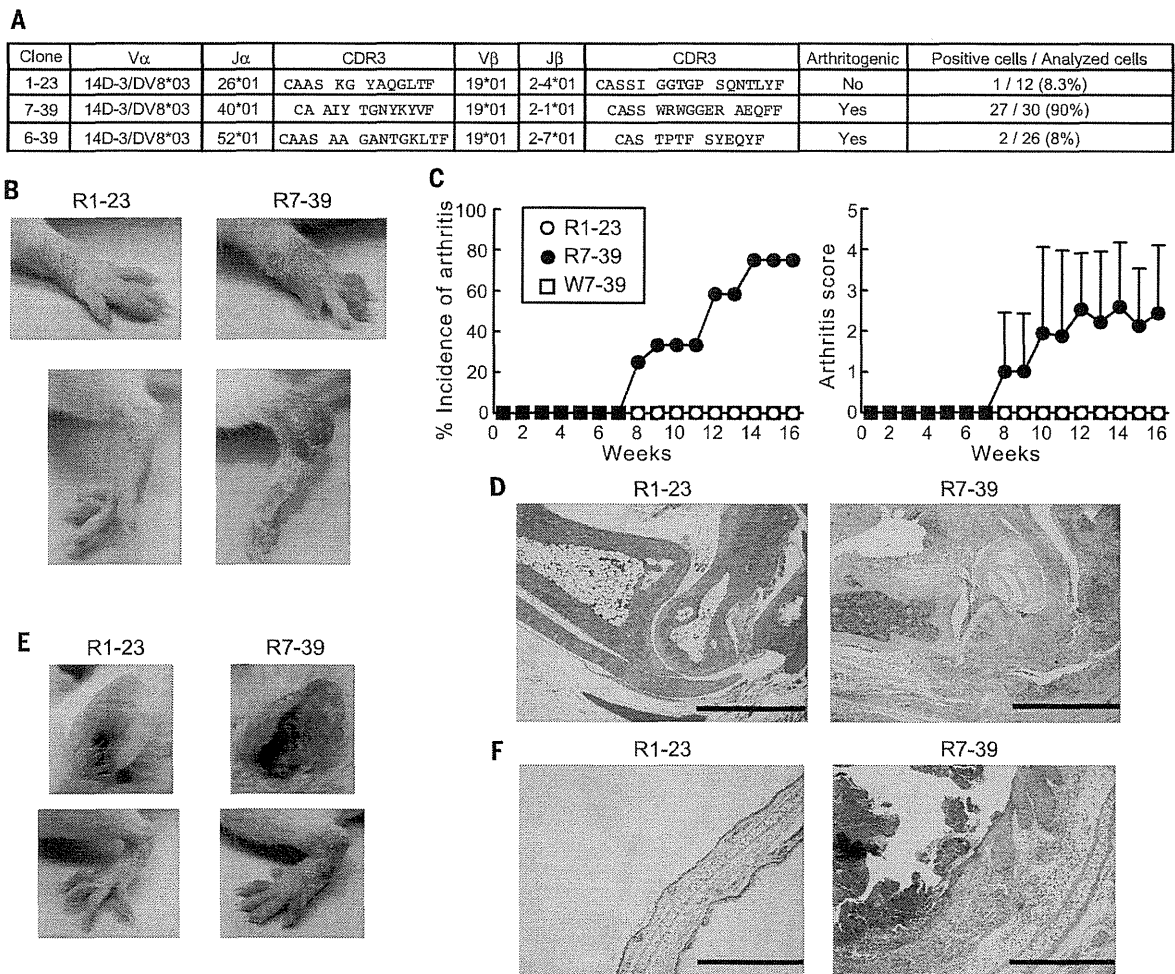 A
Clone Vα Jα CDR3 Vβ Jβ CDR3 Arthritogenic Positive cells / Analyzed cells
1-23 14D-3/DV8*03 26*01 CAAS KG YAQGLTF 19*01 2-4*01 CASSI GGTGP SQNTLYF No 1 / 12 (8.3%)
7-39 14D-3/DV8*03 40*01 CA AIY TGNYKYVF 19*01 2-1*01 CASS WRWGGER AEQFF Yes 27 / 30 (90%)
6-39 14D-3/DV8*03 52*01 CAAS AA GANTGKLTF 19*01 2-7*01 CAS TPTF SYEQYF Yes 2 / 26 (8%)
B
R1-23 R7-39
C
% Incidence of arthritis
100
80
60
40
20
0
R1-23
R7-39
W7-39
0 2 4 6 8 10 12 14 16
Weeks
Arthritis score
5
4
3
2
1
0
0 2 4 6 8 10 12 14 16
Weeks
D
R1-23 R7-39
E
R1-23 R7-39
F
R1-23 R7-39